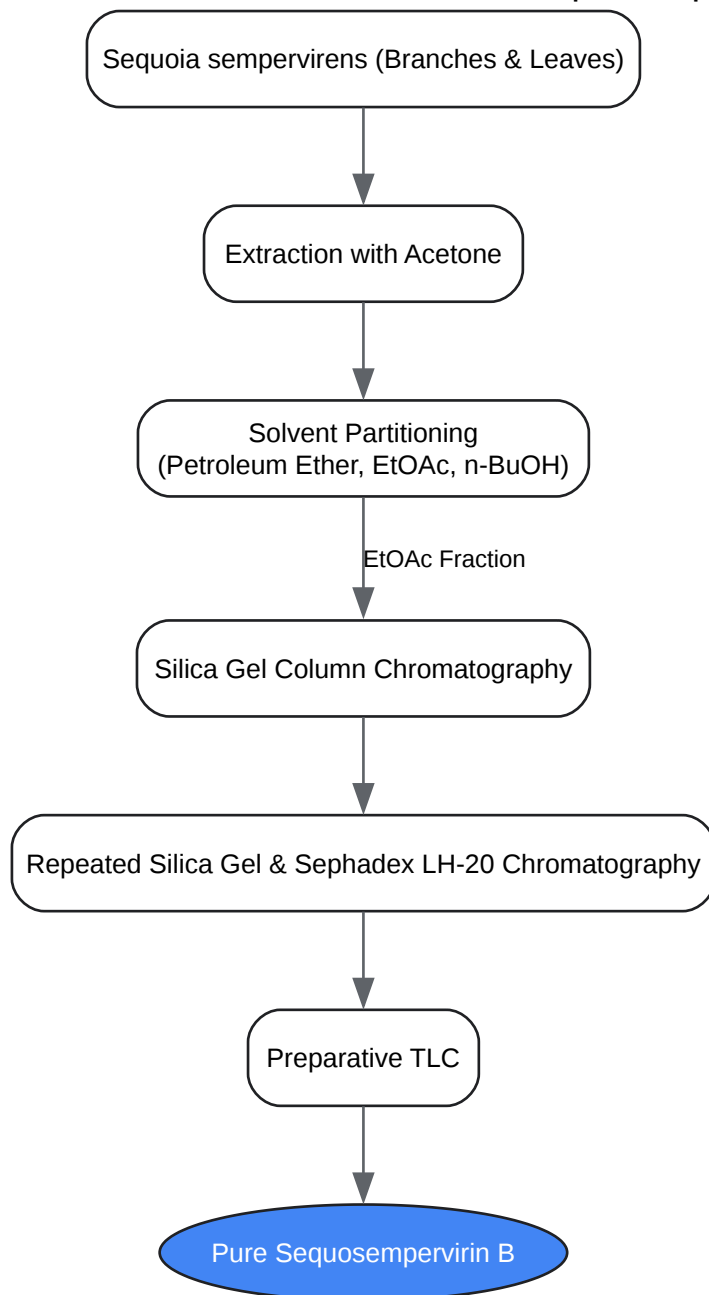 Sequoia sempervirens (Branches & Leaves)
Extraction with Acetone
Solvent Partitioning
(Petroleum Ether, EtOAc, n-BuOH)
EtOAc Fraction
Silica Gel Column Chromatography
Repeated Silica Gel & Sephadex LH-20 Chromatography
Preparative TLC
Pure Sequosempervirin B